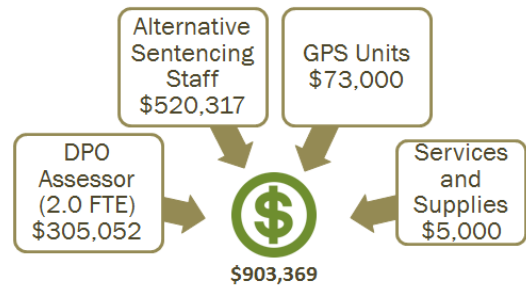 Alternative
Sentencing
Staff
$520,317
GPS Units
$73,000
DPO
Assessor
(2.0 FTE)
$305,052
Services
and
Supplies
$5,000
$
$903,369